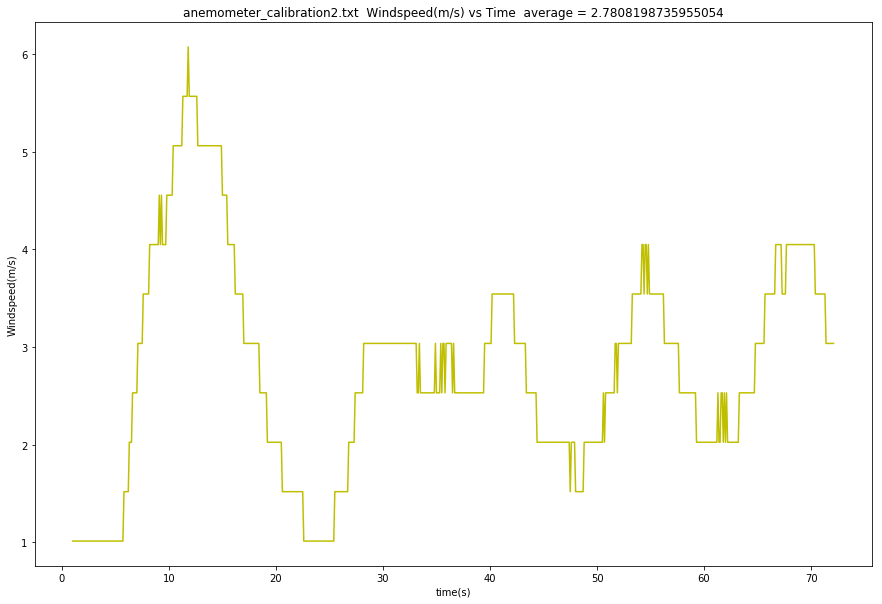 anemometer_calibration2.txt  Windspeed(m/s) vs Time  average = 2.7808198735955054
6
5
4
3
2
1
Windspeed(m/s)
0 10 20 30 40 50 60 70
time(s)